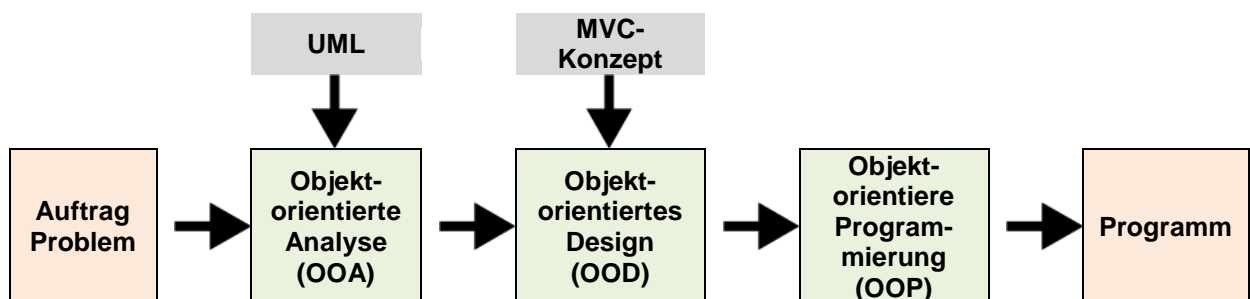 UML
MVC-
Konzept
Auftrag
Problem
Objekt-
orientierte
Analyse
(OOA)
Objekt-
orientiertes
Design
(OOD)
Objekt-
orientiere
Program-
mierung
(OOP)
Programm